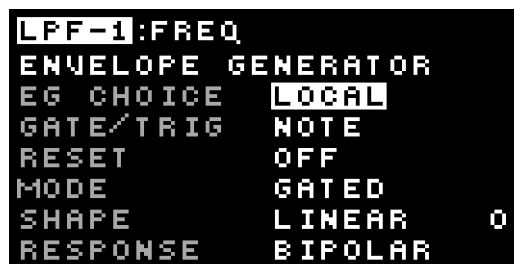 LPF-1:FREQ
ENVELOPE GENERATOR
EG CHOICE LOCAL
GATE/TRIG NOTE
RESET OFF
MODE GATED
SHAPE LINEAR 0
RESPONSE BIPOLAR